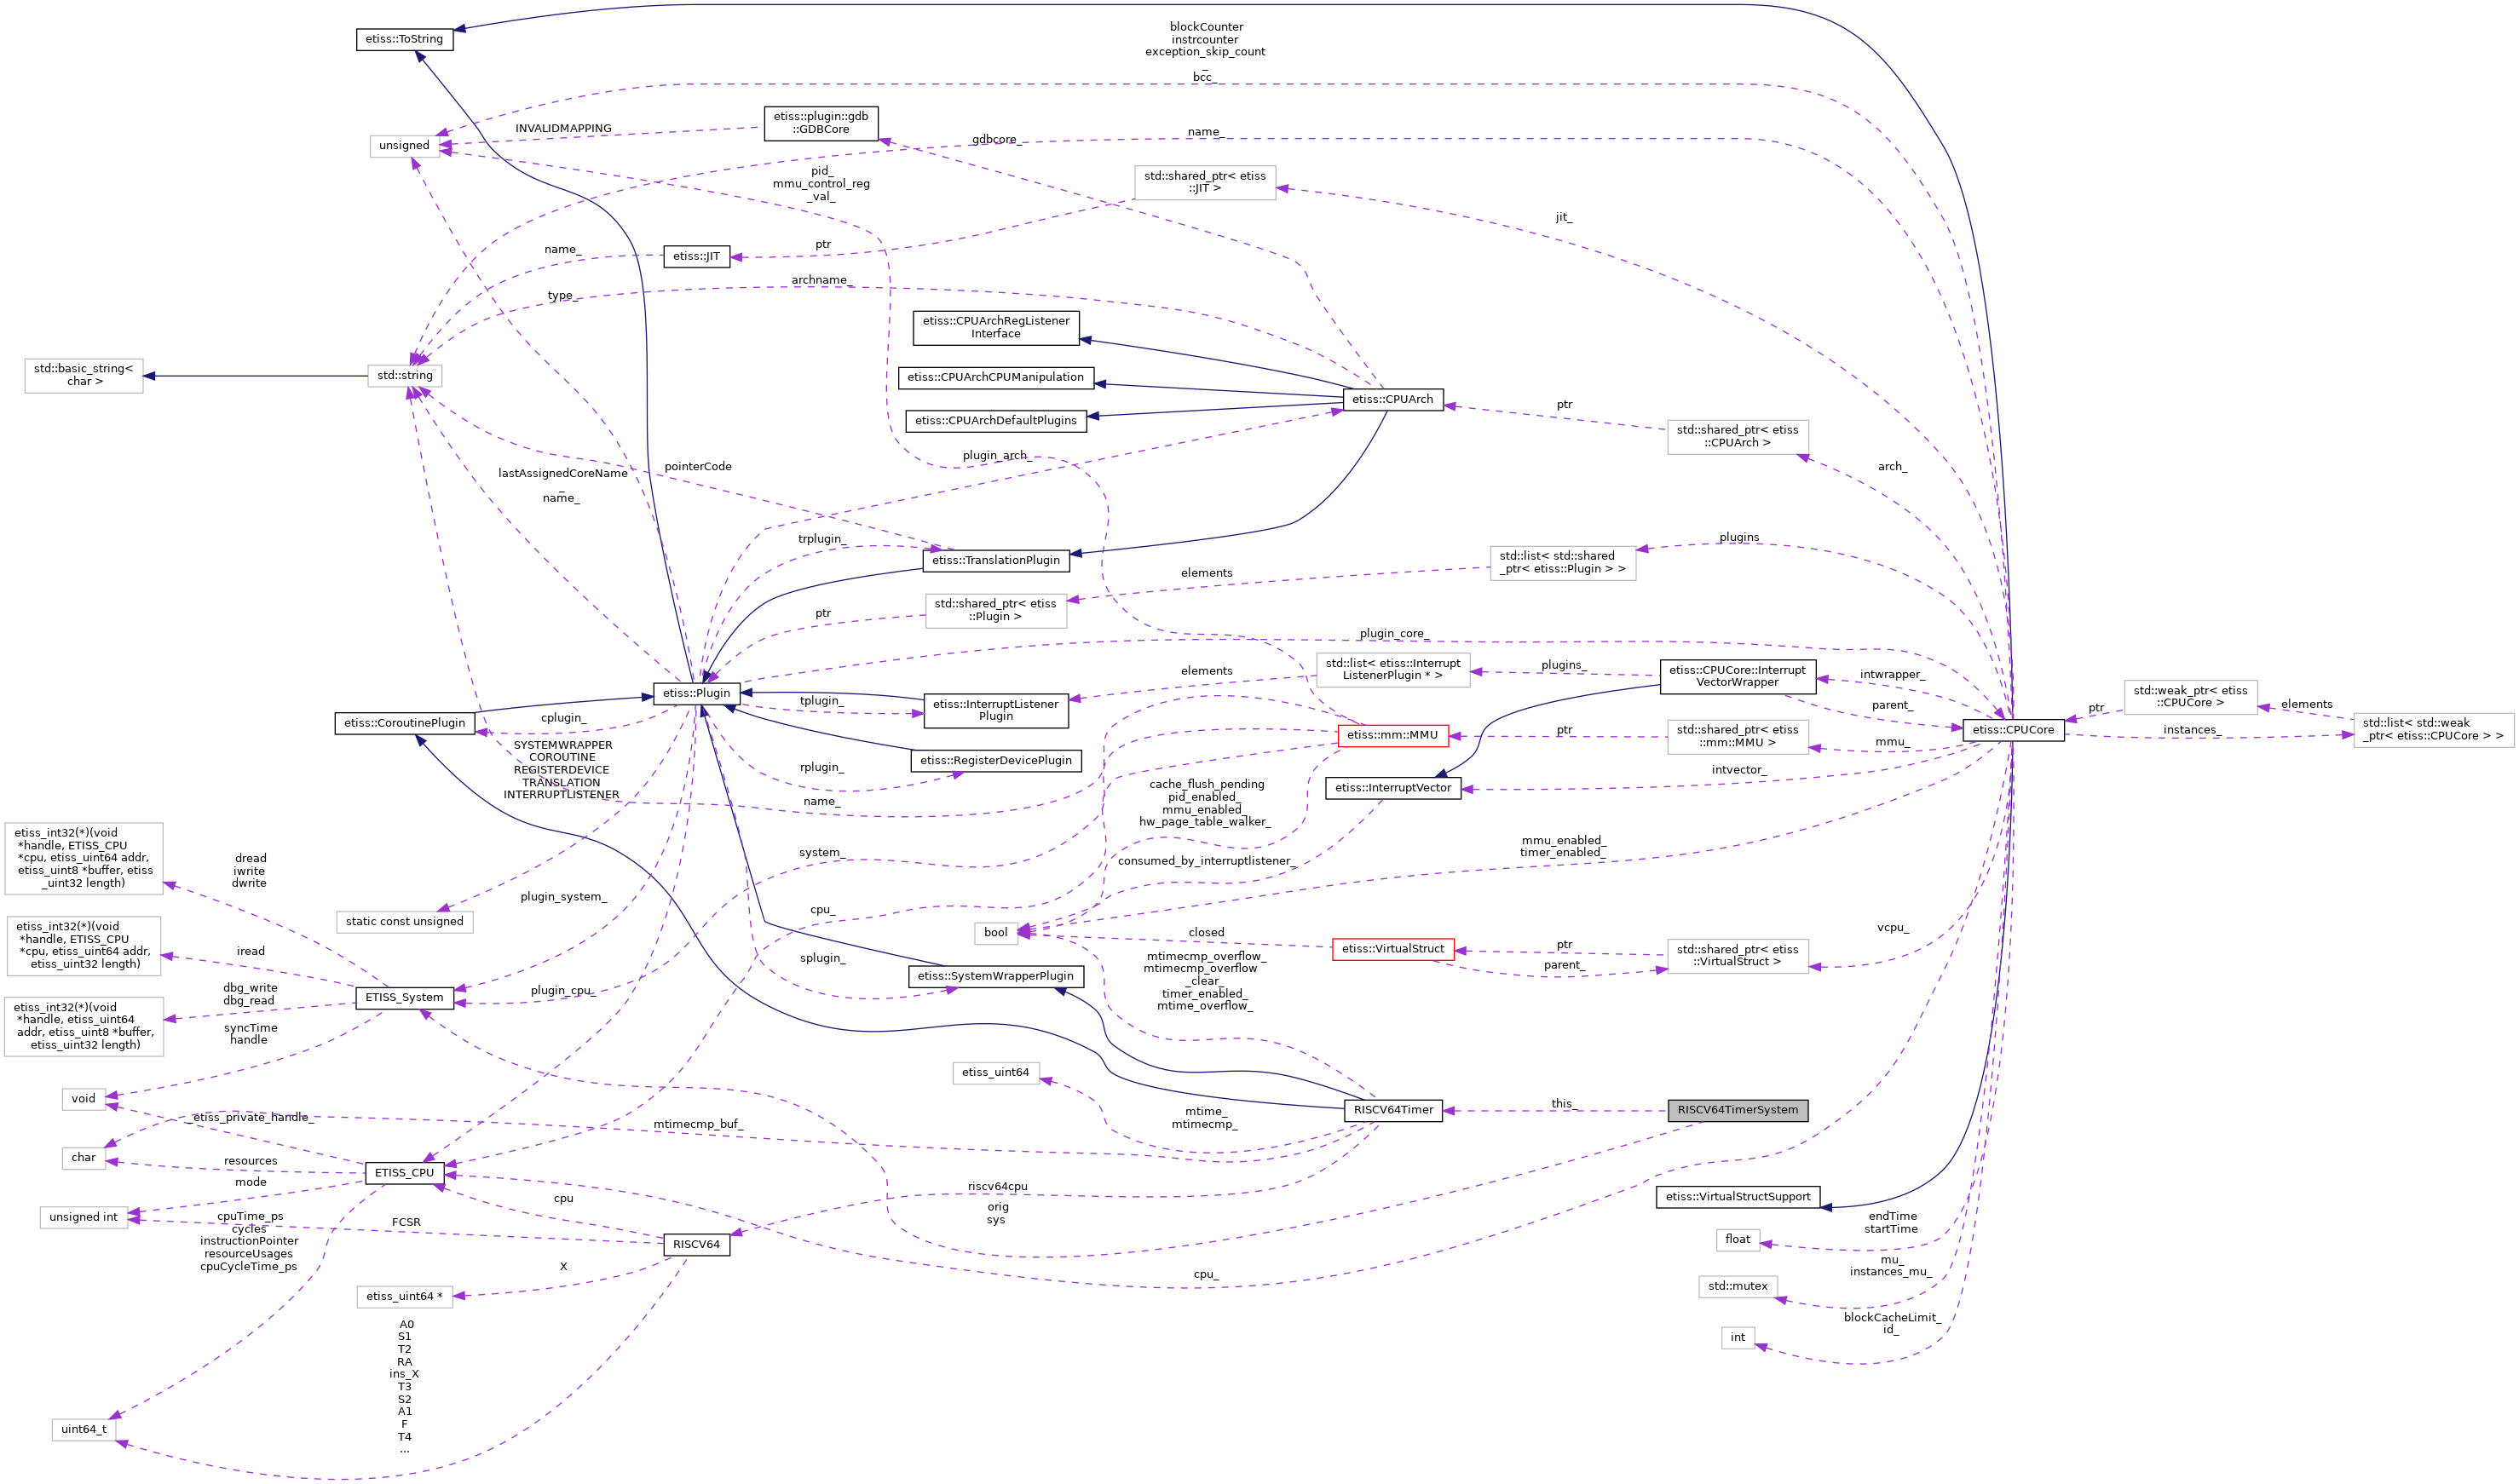 blockCounter
instrcounter
exception_skip_count
_
bcc_
etiss::ToString
etiss::plugin::gdb
::GDBCore
INVALIDMAPPING
unsigned
gdbcore_
name_
pid_
mmu_control_reg
_val_
std::shared_ptr< etiss
::JIT >
jit_
name_
etiss::JIT
ptr
type_
archname_
etiss::CPUArchRegListener
Interface
std::basic_string<
char >
std::string
etiss::CPUArchCPUManipulation
etiss::CPUArch
etiss::CPUArchDefaultPlugins
ptr
std::shared_ptr< etiss
::CPUArch >
arch_
lastAssignedCoreName
_
name_
pointerCode
plugin_arch_
trplugin_
etiss::TranslationPlugin
plugins
std::list< std::shared
_ptr< etiss::Plugin > >
elements
ptr
std::shared_ptr< etiss
::Plugin >
plugin_core_
etiss::Plugin
elements
std::list< etiss::Interrupt
ListenerPlugin * >
plugins_
etiss::CPUCore::Interrupt
VectorWrapper
intwrapper_
parent_
std::weak_ptr< etiss
::CPUCore >
ptr
elements
std::list< std::weak
_ptr< etiss::CPUCore > >
instances_
etiss::CPUCore
etiss::CoroutinePlugin
cplugin_
tplugin_
etiss::InterruptListener
Plugin
etiss::mm::MMU
ptr
std::shared_ptr< etiss
::mm::MMU >
mmu_
SYSTEMWRAPPER
COROUTINE
REGISTERDEVICE
TRANSLATION
INTERRUPTLISTENER
rplugin_
etiss::RegisterDevicePlugin
intvector_
etiss::InterruptVector
name_
cache_flush_pending
pid_enabled_
mmu_enabled_
hw_page_table_walker_
etiss_int32(*)(void
*handle, ETISS_CPU
*cpu, etiss_uint64 addr,
etiss_uint8 *buffer, etiss
_uint32 length)
dread
iwrite
dwrite
system_
consumed_by_interruptlistener_
mmu_enabled_
timer_enabled_
plugin_system_
static const unsigned
cpu_
bool
closed
etiss::VirtualStruct
ptr
parent_
std::shared_ptr< etiss
::VirtualStruct >
vcpu_
etiss_int32(*)(void
*handle, ETISS_CPU
*cpu, etiss_uint64 addr,
etiss_uint32 length)
iread
splugin_
etiss::SystemWrapperPlugin
mtimecmp_overflow_
mtimecmp_overflow
_clear_
timer_enabled_
mtime_overflow_
ETISS_System
dbg_write
dbg_read
plugin_cpu_
etiss_int32(*)(void
*handle, etiss_uint64
addr, etiss_uint8 *buffer,
etiss_uint32 length)
syncTime
handle
etiss_uint64
void
_etiss_private_handle_
mtimecmp_buf_
mtime_
mtimecmp_
RISCV64Timer
this_
RISCV64TimerSystem
char
resources
ETISS_CPU
mode
riscv64cpu
cpu
orig
sys
etiss::VirtualStructSupport
unsigned int
cpuTime_ps
cycles
instructionPointer
resourceUsages
cpuCycleTime_ps
FCSR
RISCV64
endTime
startTime
float
cpu_
X
etiss_uint64 *
mu_
instances_mu_
std::mutex
blockCacheLimit_
id_
int
A0
S1
T2
RA
ins_X
T3
S2
A1
F
T4
...
uint64_t